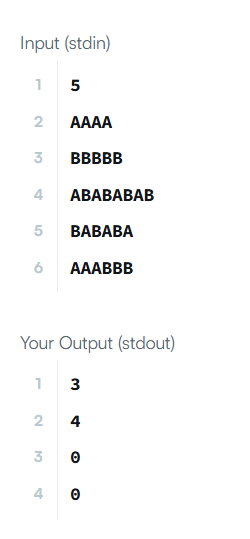 Input (stdin)
1 5
2 AAAA
3 BBBBB
4 ABABABAB
5 BABABA
6 AAABBB
Your Output (stdout)
1 3
2 4
3 0
4 0